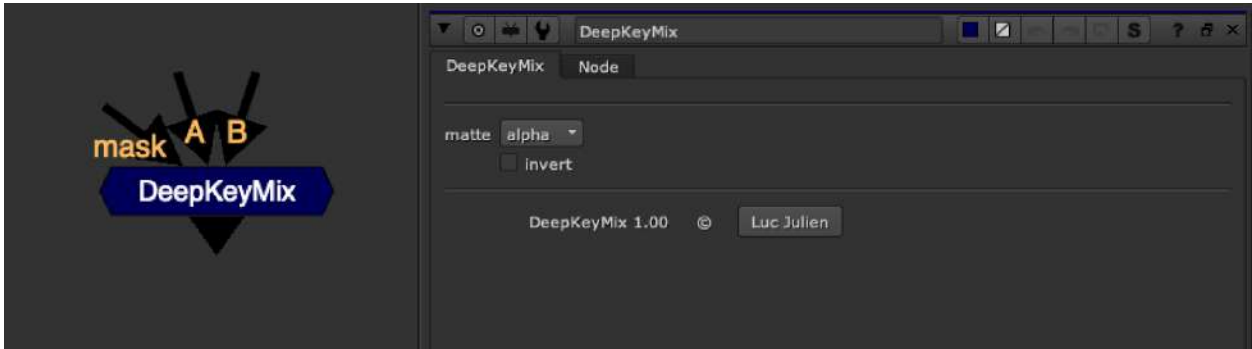 DeepKeyMix
S ?
DeepKeyMix Node
mask A B
DeepKeyMix
matte alpha
invert
DeepKeyMix 1.00 © Luc Julien